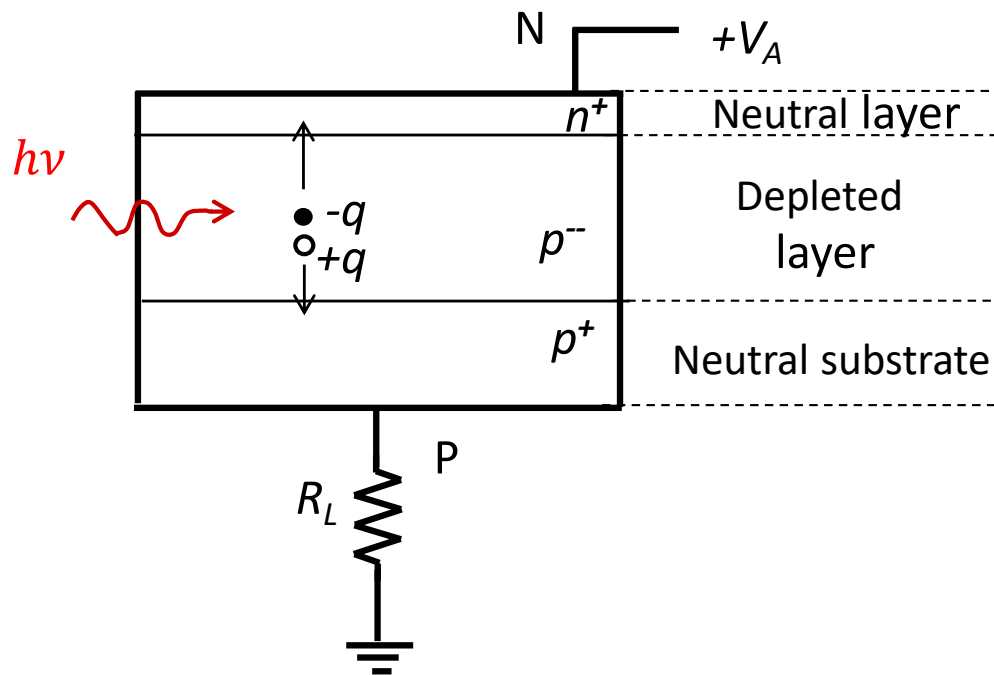 N
+V_A
n⁺
Neutral layer
hν
-q
+q
p⁻⁻
Depleted
layer
p⁺
Neutral substrate
P
R_L